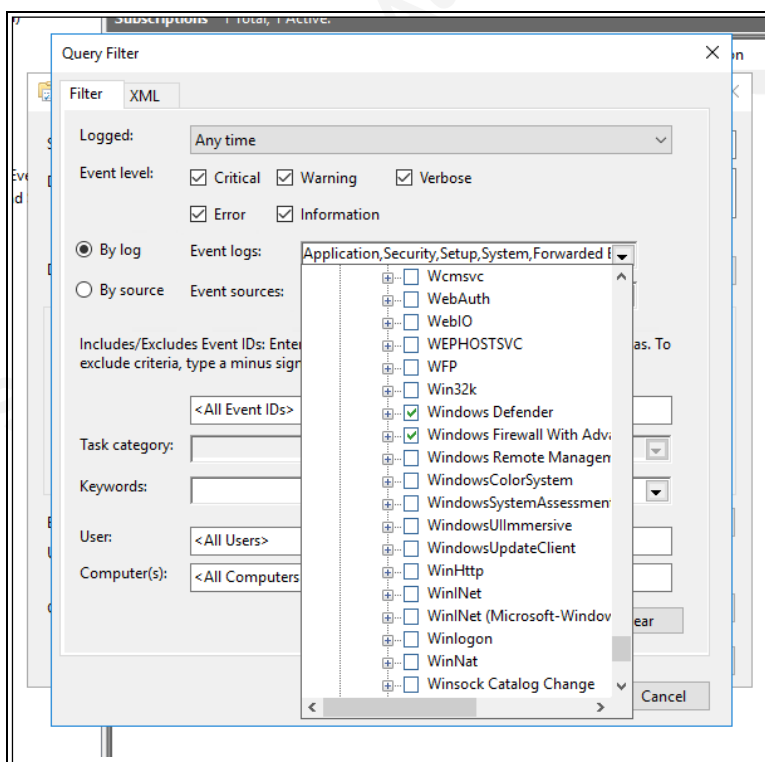 Subscriptions 1 Total, 1 Active.
Query Filter
Filter XML
Logged: Any time
Event level: Critical Warning Verbose
Error Information
By log Event logs: Application,Security,Setup,System,Forwarded E
By source Event sources:
Wcmsvc
WebAuth
WebIO
WEPHOSTSVC
WFP
Win32k
Windows Defender
Windows Firewall With Adva
Windows Remote Managem
WindowsColorSystem
WindowsSystemAssessmen
WindowsUIImmersive
WindowsUpdateClient
WinHttp
WinINet
WinINet (Microsoft-Window
Winlogon
WinNat
Winsock Catalog Change
Includes/Excludes Event IDs: Enter as. To
exclude criteria, type a minus sign
<All Event IDs>
Task category:
Keywords:
User: <All Users>
Computer(s): <All Computers
ear
Cancel